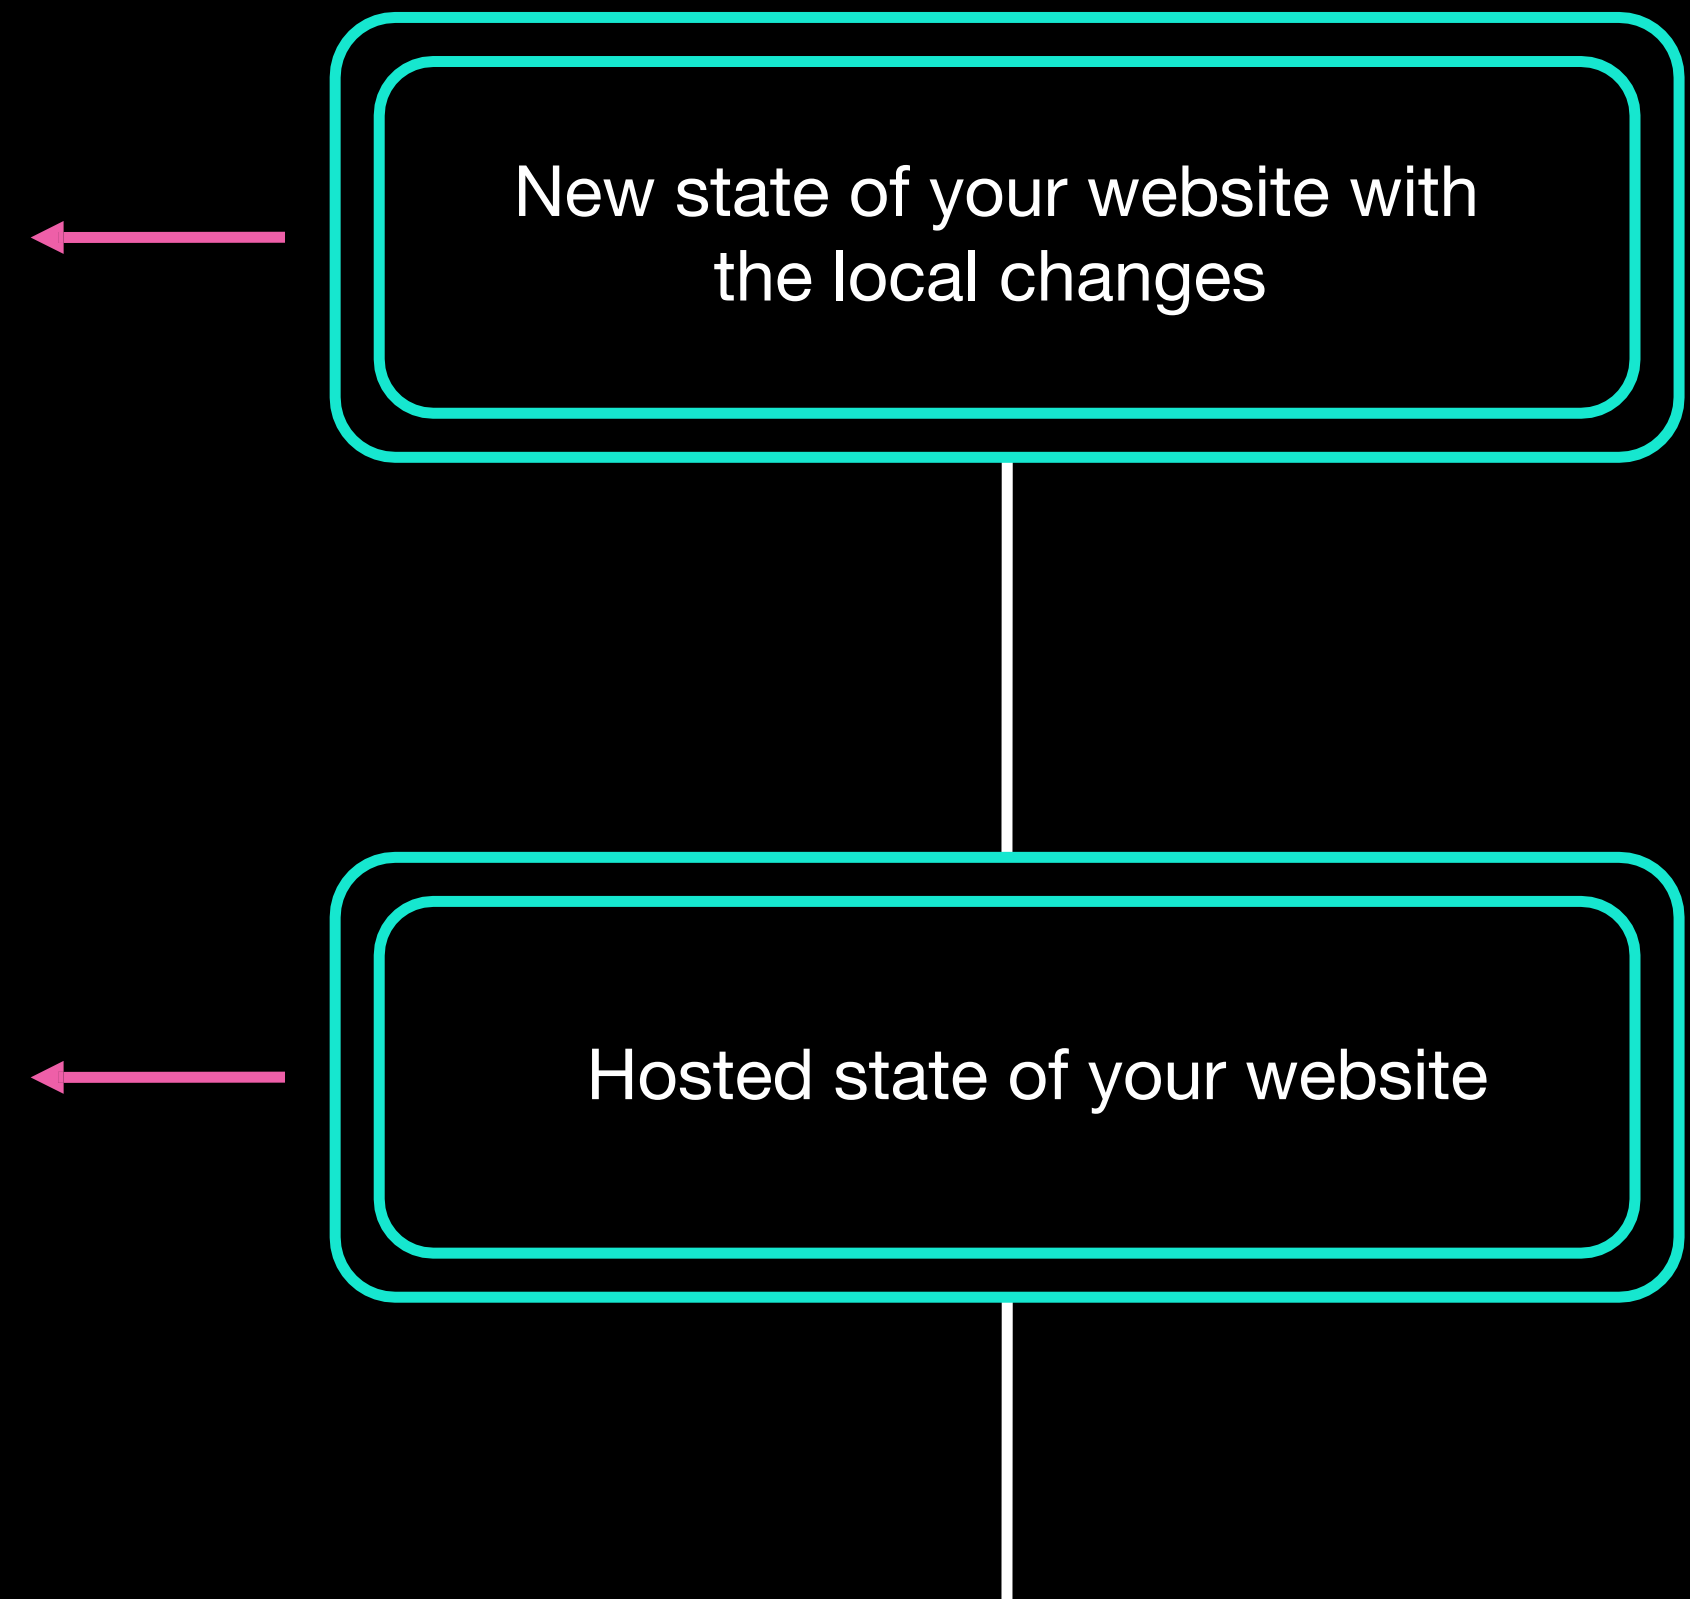 New state of your website with
the local changes
Hosted state of your website